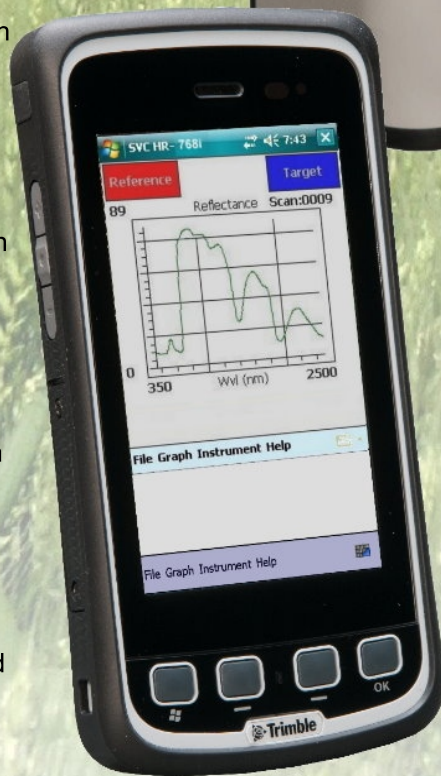 SVC HR-768i 7:43 X
Reference Target
89 Reflectance Scan:0009
0
350 Wvl (nm) 2500
File Graph Instrument Help
File Graph Instrument Help
OK
Trimble